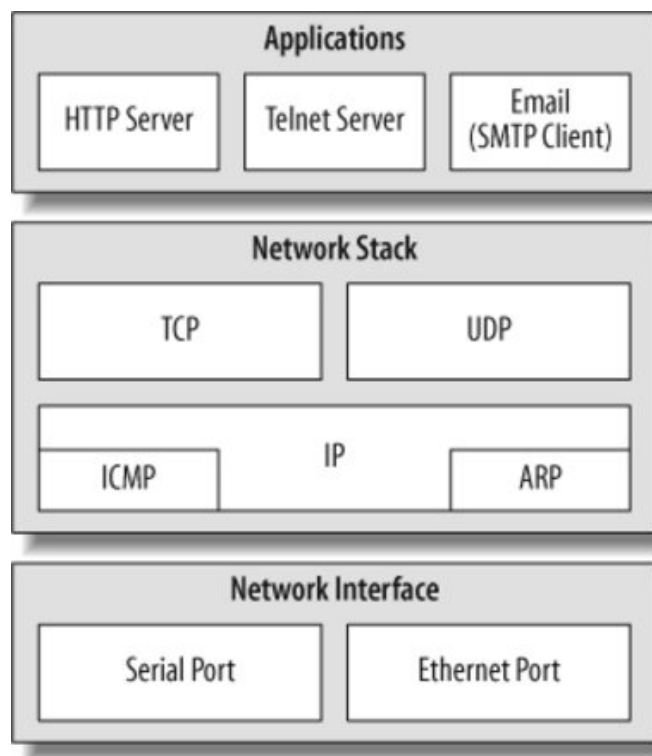 Applications
HTTP Server
Telnet Server
Email
(SMTP Client)
Network Stack
TCP
UDP
IP
ICMP
ARP
Network Interface
Serial Port
Ethernet Port